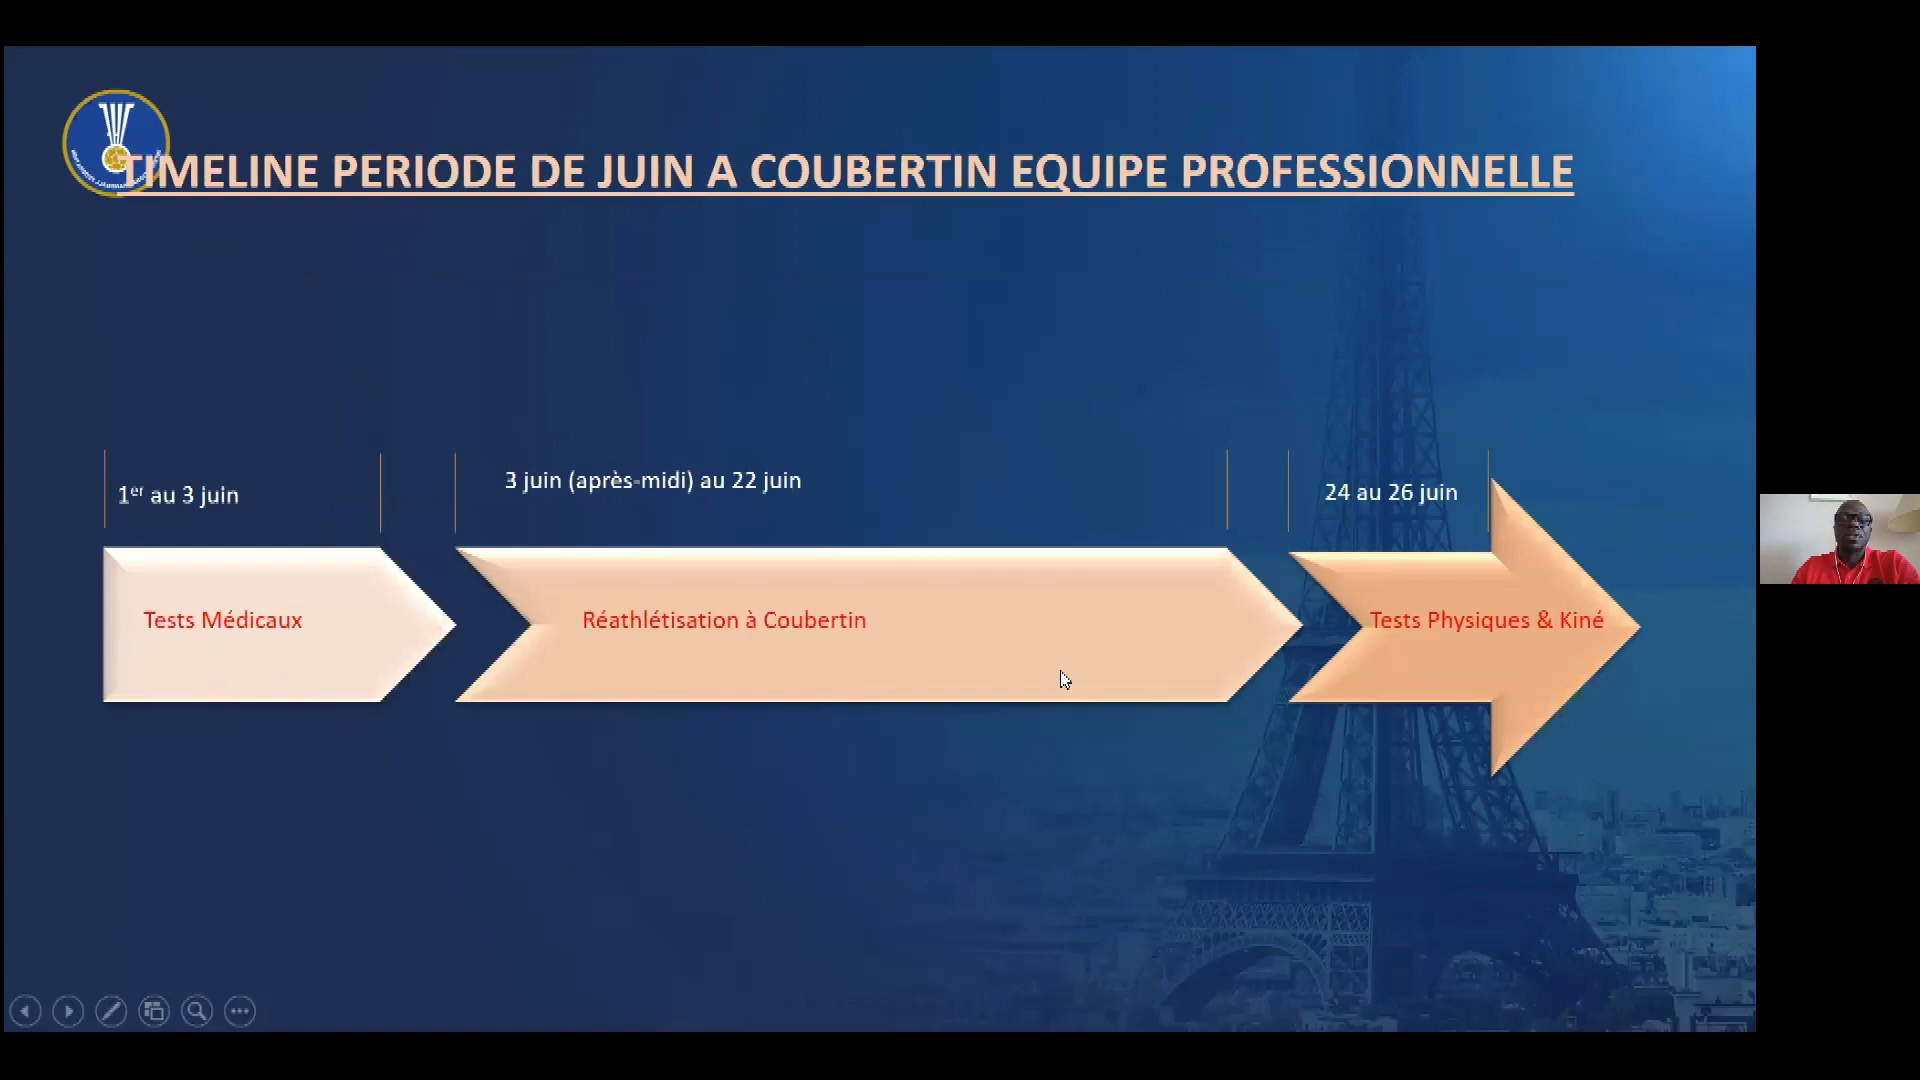 TIMELINE PERIODE DE JUIN A COUBERTIN EQUIPE PROFESSIONNELLE
1er au 3 juin
3 juin (après-midi) au 22 juin
24 au 26 juin
Tests Médicaux
Réathlétisation à Coubertin
Tests Physiques & Kiné